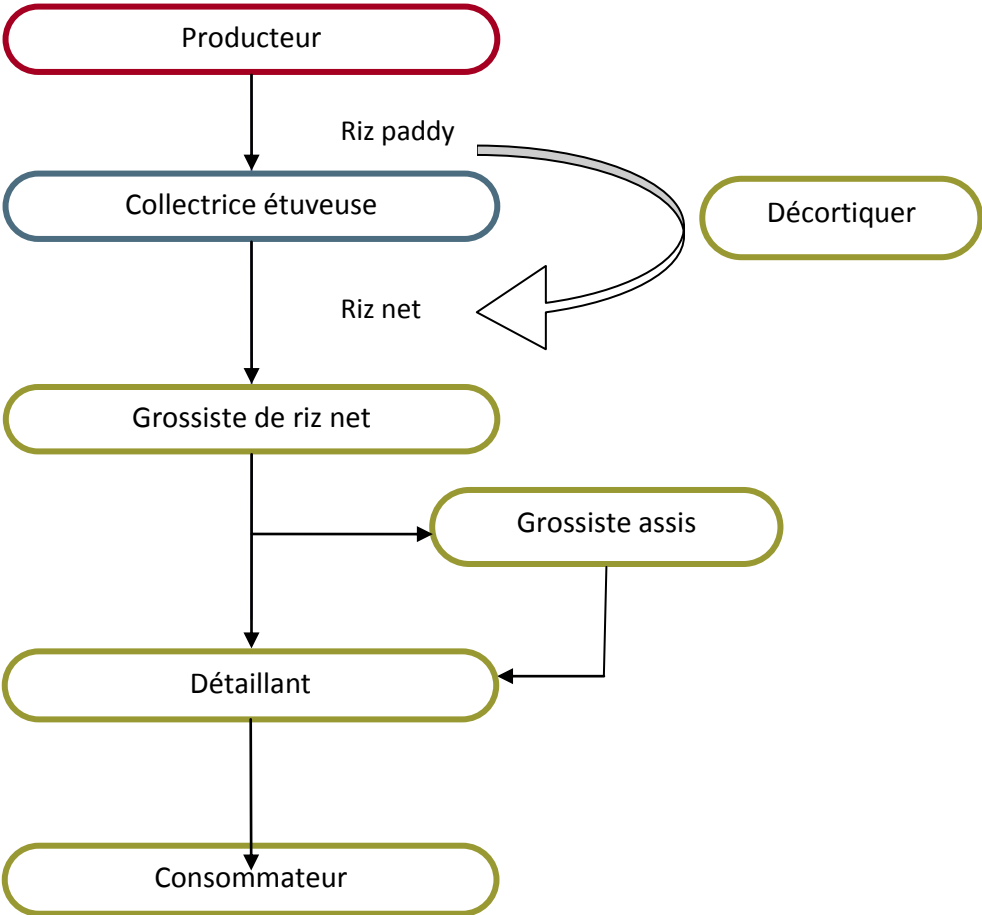 Producteur
Riz paddy
Collectrice étuveuse
Décortiquer
Riz net
Grossiste de riz net
Grossiste assis
Détaillant
Consommateur